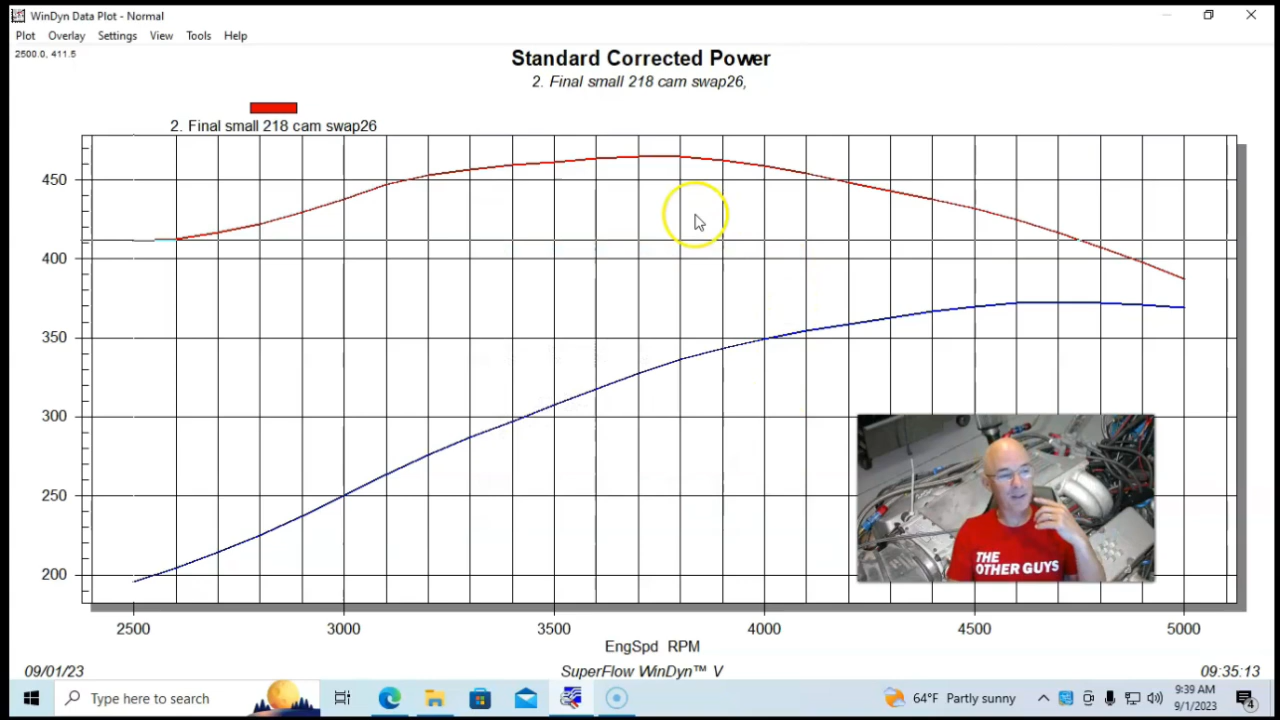 WinDyn Data Plot - Normal
Plot Overlay Settings View Tools Help
2500.0, 411.5
Standard Corrected Power
2. Final small 218 cam swap26,
2. Final small 218 cam swap26
450
400
350
300
250
200
2500 3000 3500 4000 4500 5000
EngSpd RPM
THE
OTHER GUYS
09/01/23 SuperFlow WinDyn™ V 09:35:13
Type here to search 64°F Partly sunny 9:39 AM
9/1/2023 4